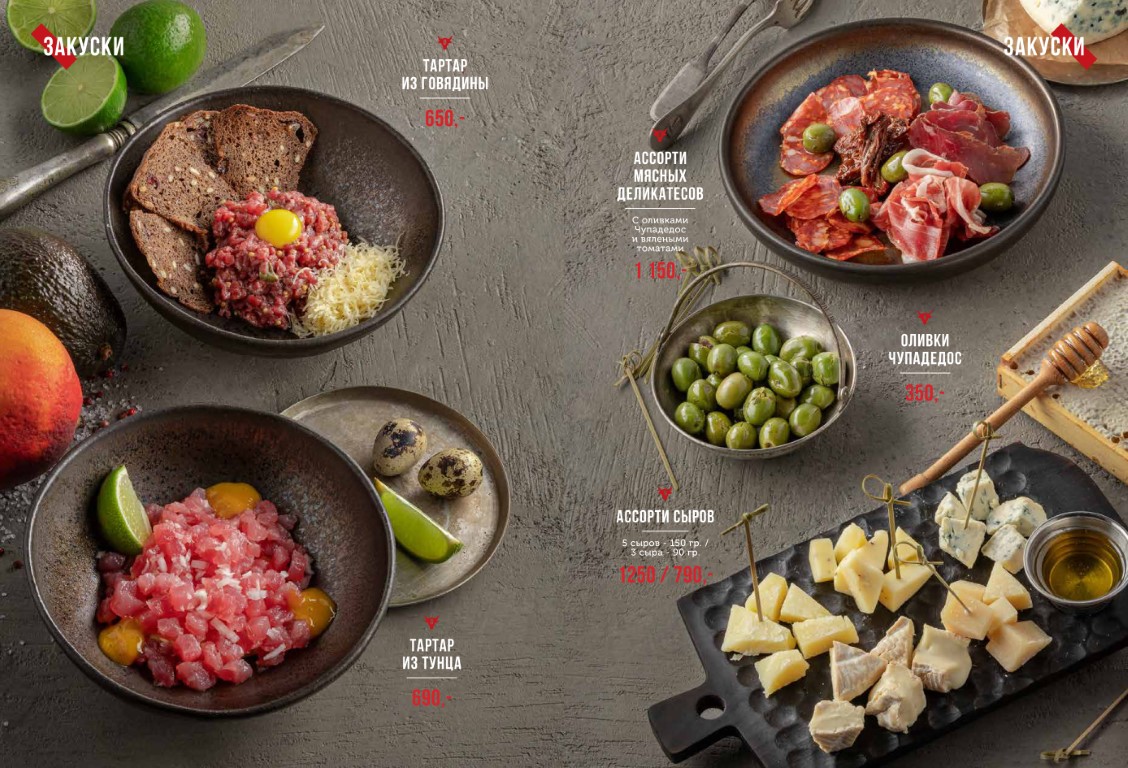 ЗАКУСКИ
ТАРТАР
ИЗ ГОВЯДИНЫ
650,-
ТАРТАР
ИЗ ТУНЦА
690,-
ЗАКУСКИ
АССОРТИ
МЯСНЫХ
ДЕЛИКАТЕСОВ
С оливками
Чупадедос
и вялеными
томатами
1 150,-
ОЛИВКИ
ЧУПАДЕДОС
350,-
АССОРТИ СЫРОВ
5 сыров - 150 гр. /
3 сыра - 90 гр.
1250 / 790,-